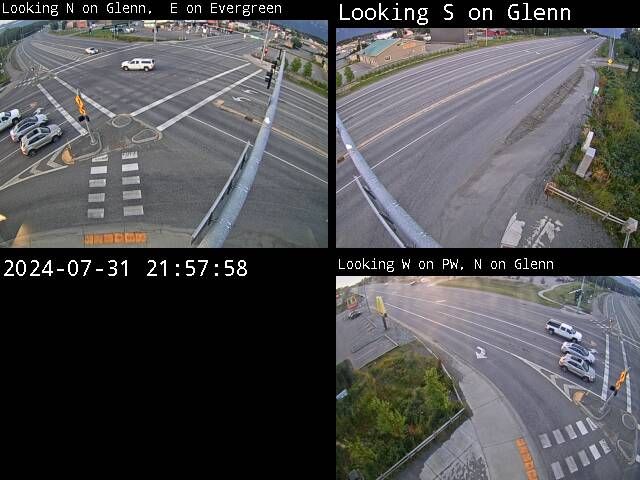 Looking N on Glenn, E on Evergreen
Looking S on Glenn
2024-07-31 21:57:58
Looking W on PW, N on Glenn